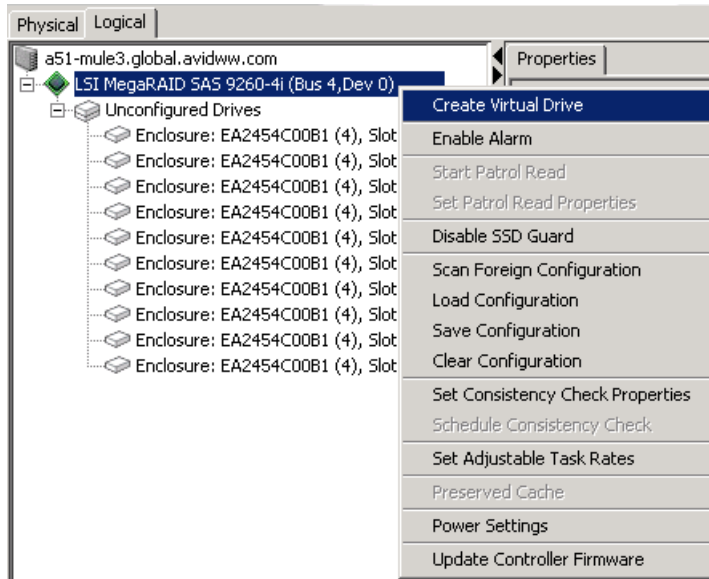 Physical Logical
a51-mule3.global.avidww.com
Properties
LSI MegaRAID SAS 9260-4i (Bus 4,Dev 0)
Unconfigured Drives
Enclosure: EA2454C00B1 (4), Slot
Enclosure: EA2454C00B1 (4), Slot
Enclosure: EA2454C00B1 (4), Slot
Enclosure: EA2454C00B1 (4), Slot
Enclosure: EA2454C00B1 (4), Slot
Enclosure: EA2454C00B1 (4), Slot
Enclosure: EA2454C00B1 (4), Slot
Enclosure: EA2454C00B1 (4), Slot
Enclosure: EA2454C00B1 (4), Slot
Enclosure: EA2454C00B1 (4), Slot
Create Virtual Drive
Enable Alarm
Start Patrol Read
Set Patrol Read Properties
Disable SSD Guard
Scan Foreign Configuration
Load Configuration
Save Configuration
Clear Configuration
Set Consistency Check Properties
Schedule Consistency Check
Set Adjustable Task Rates
Preserved Cache
Power Settings
Update Controller Firmware